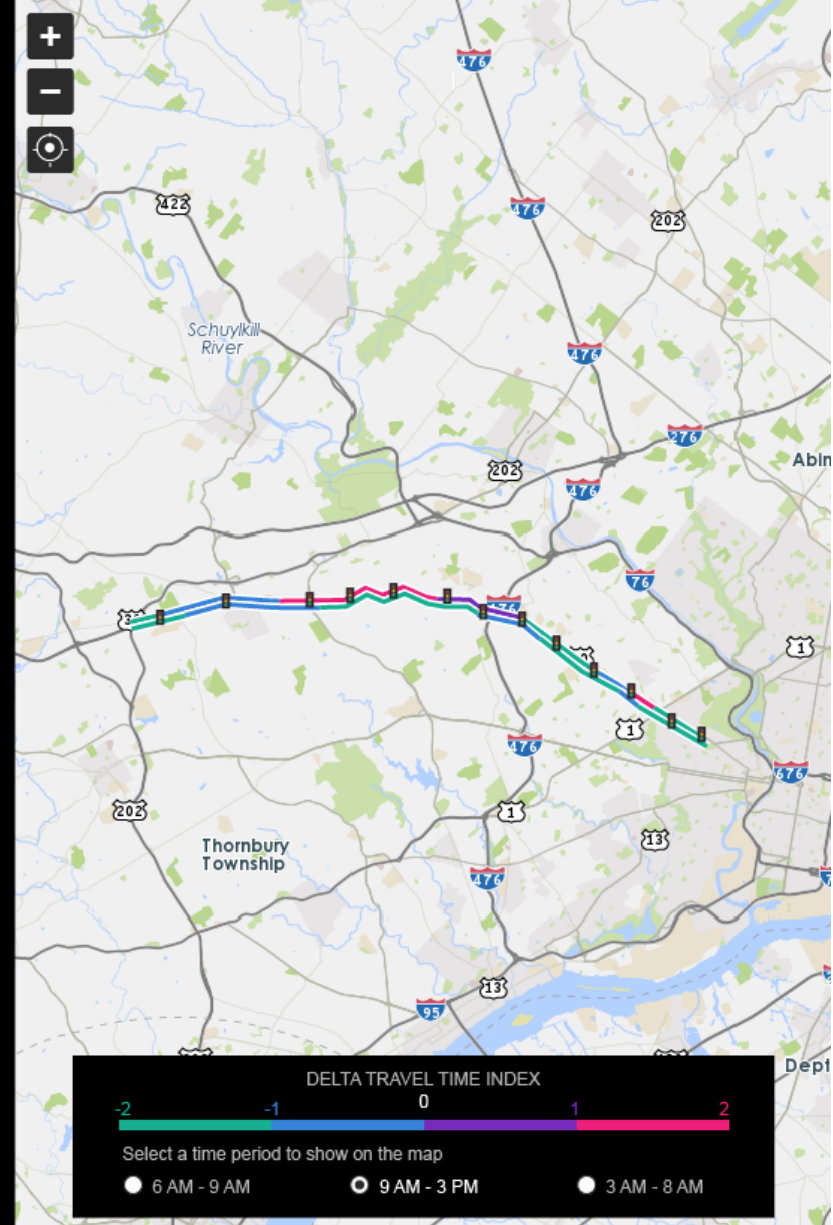 +
476
−
422
476
202
Schuylkill
River
476
276
202
Abin
476
76
1
1
476
676
202
1
13
Thornbury
Township
476
13
95
Dept
DELTA TRAVEL TIME INDEX
-2 -1 0 1 2
Select a time period to show on the map
6 AM - 9 AM 9 AM - 3 PM 3 AM - 8 AM